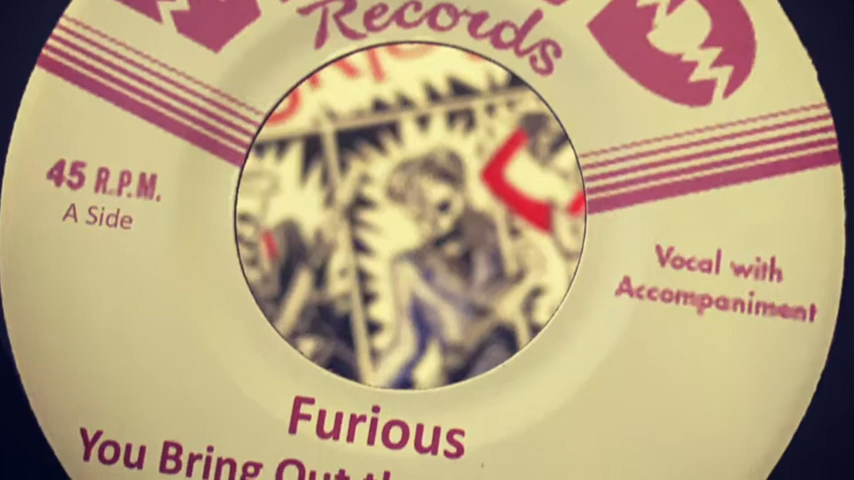 Records
45 R.P.M.
A Side
Vocal with
Accompaniment
Furious
You Bring Out